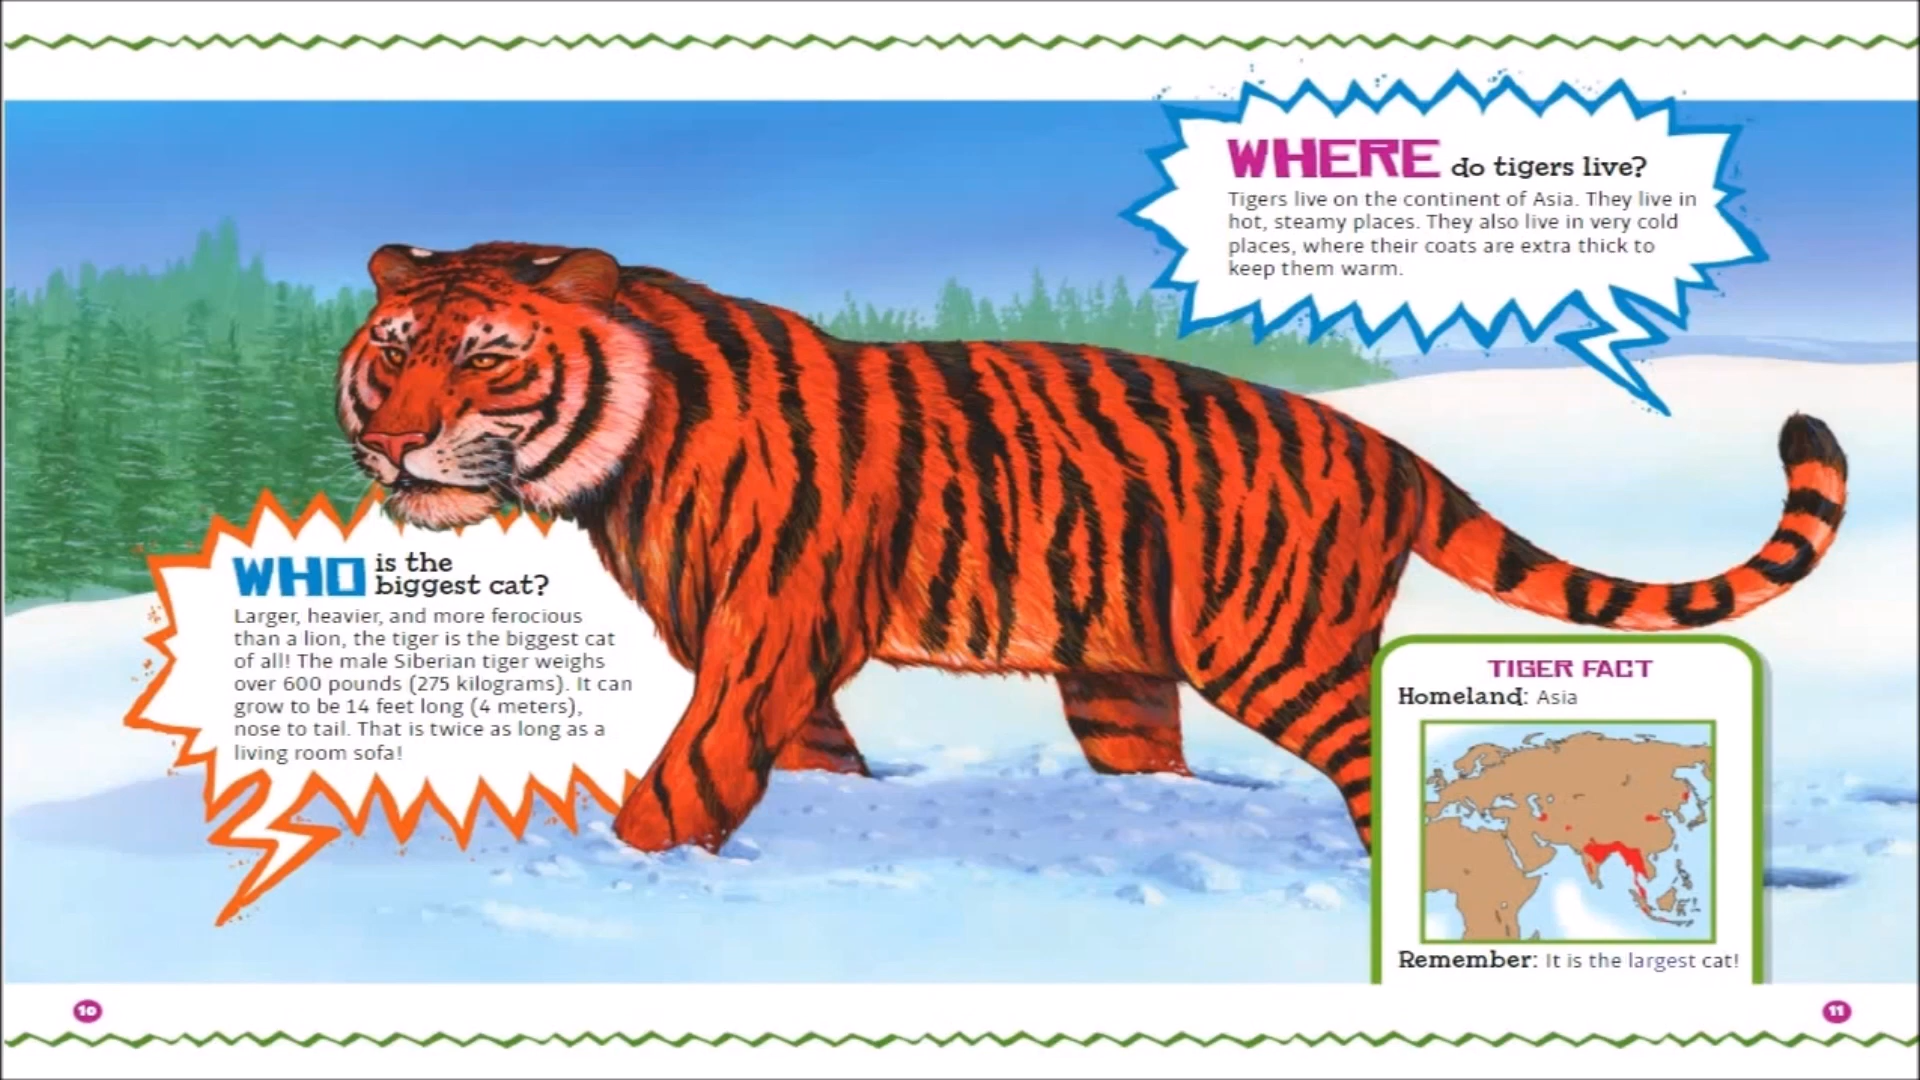 WHERE do tigers live?
Tigers live on the continent of Asia. They live in
hot, steamy places. They also live in very cold
places, where their coats are extra thick to
keep them warm.
WHO is the
biggest cat?
Larger, heavier, and more ferocious
than a lion, the tiger is the biggest cat
of all! The male Siberian tiger weighs
over 600 pounds (275 kilograms). It can
grow to be 14 feet long (4 meters),
nose to tail. That is twice as long as a
living room sofa!
TIGER FACT
Homeland: Asia
Remember: It is the largest cat!
10
11